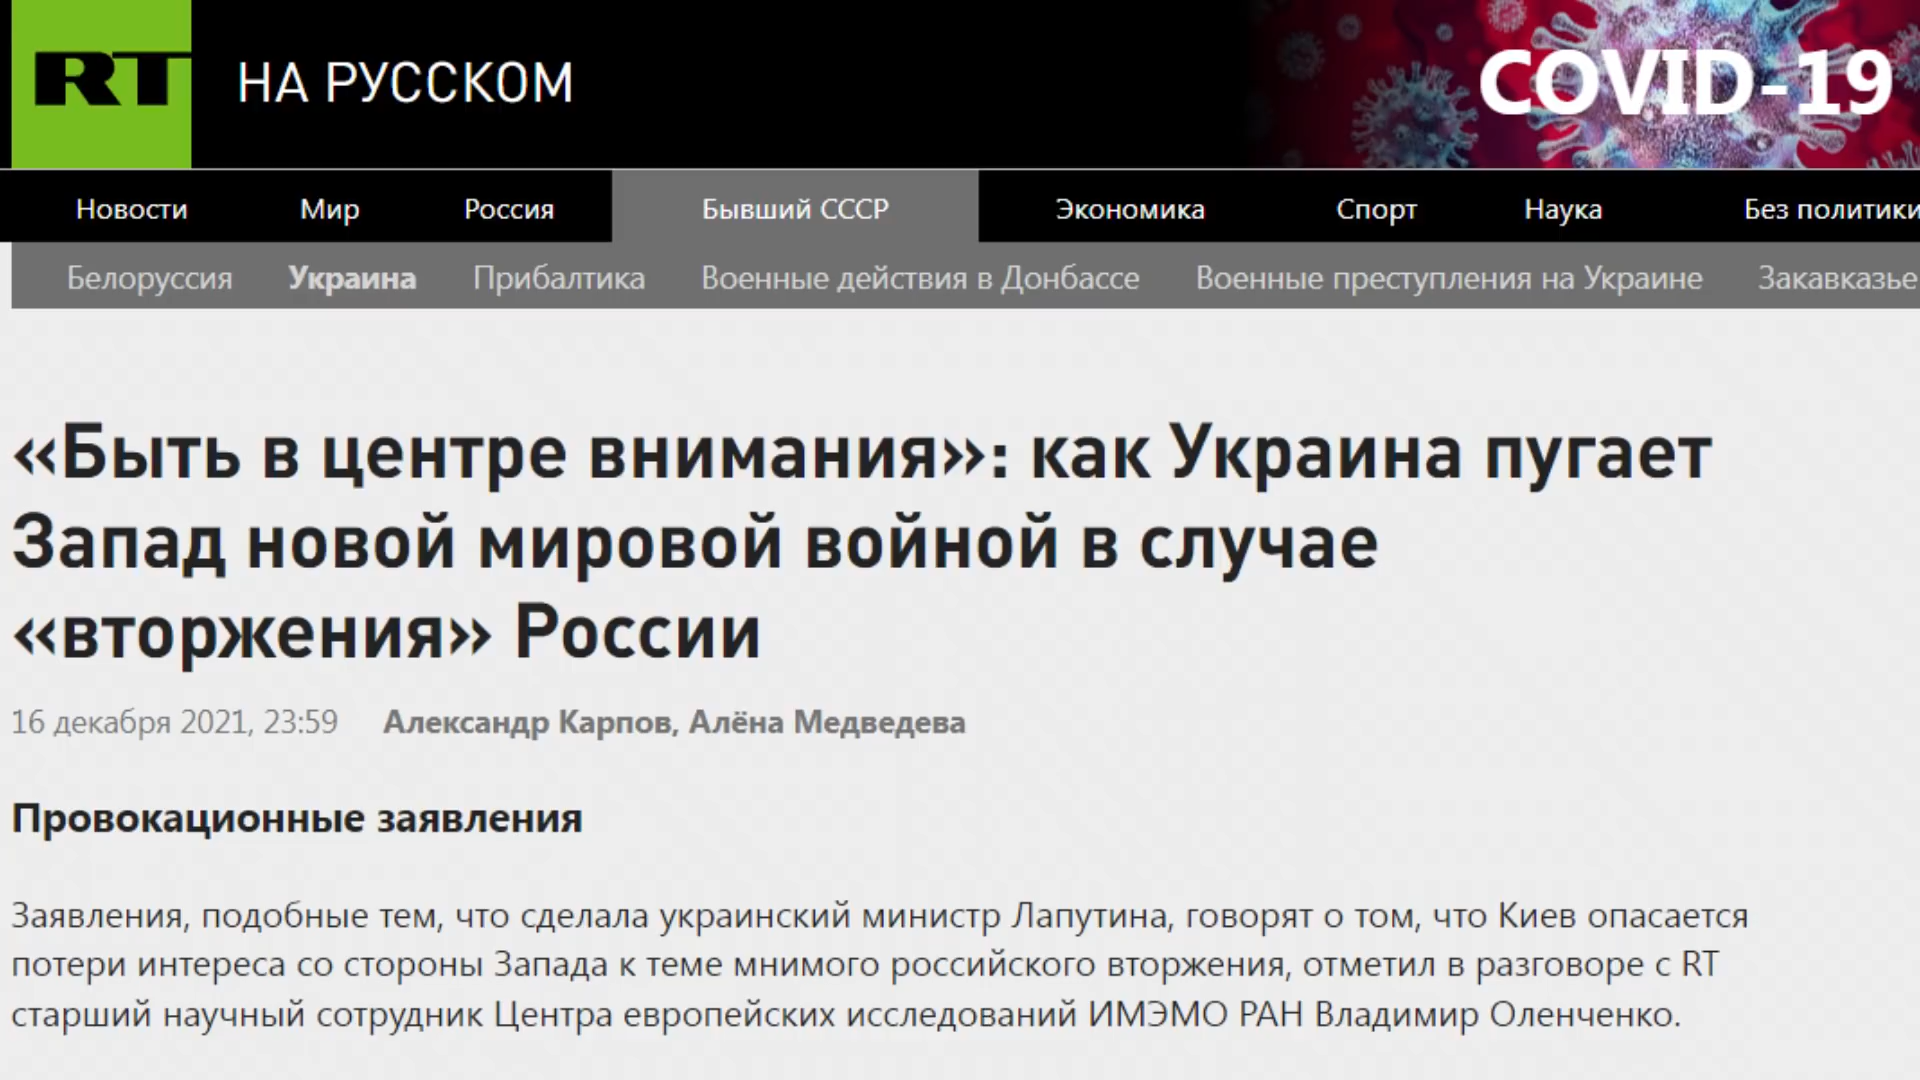 RT НА РУССКОМ COVID-19
Новости Мир Россия Бывший СССР Экономика Спорт Наука Без политики
Белоруссия Украина Прибалтика Военные действия в Донбассе Военные преступления на Украине Закавказье
«Быть в центре внимания»: как Украина пугает
Запад новой мировой войной в случае
«вторжения» России
16 декабря 2021, 23:59 Александр Карпов, Алёна Медведева
Провокационные заявления
Заявления, подобные тем, что сделала украинский министр Лапутина, говорят о том, что Киев опасается
потери интереса со стороны Запада к теме мнимого российского вторжения, отметил в разговоре с RT
старший научный сотрудник Центра европейских исследований ИМЭМО РАН Владимир Оленченко.